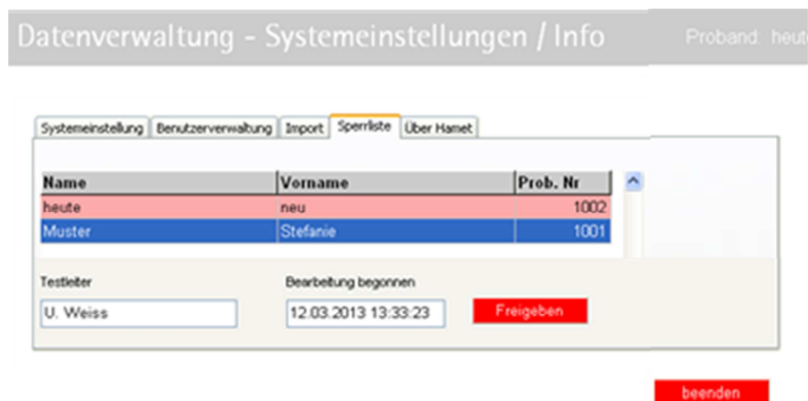 Datenverwaltung - Systemeinstellungen / Info Proband: heut
Systemeinstellung Benutzerverwaltung Import Sperrliste Über Hamet
Name Vorname Prob. Nr
heute neu 1002
Muster Stefanie 1001
Testleiter Bearbeitung begonnen
U. Weiss 12.03.2013 13:33:23 Freigeben
beenden